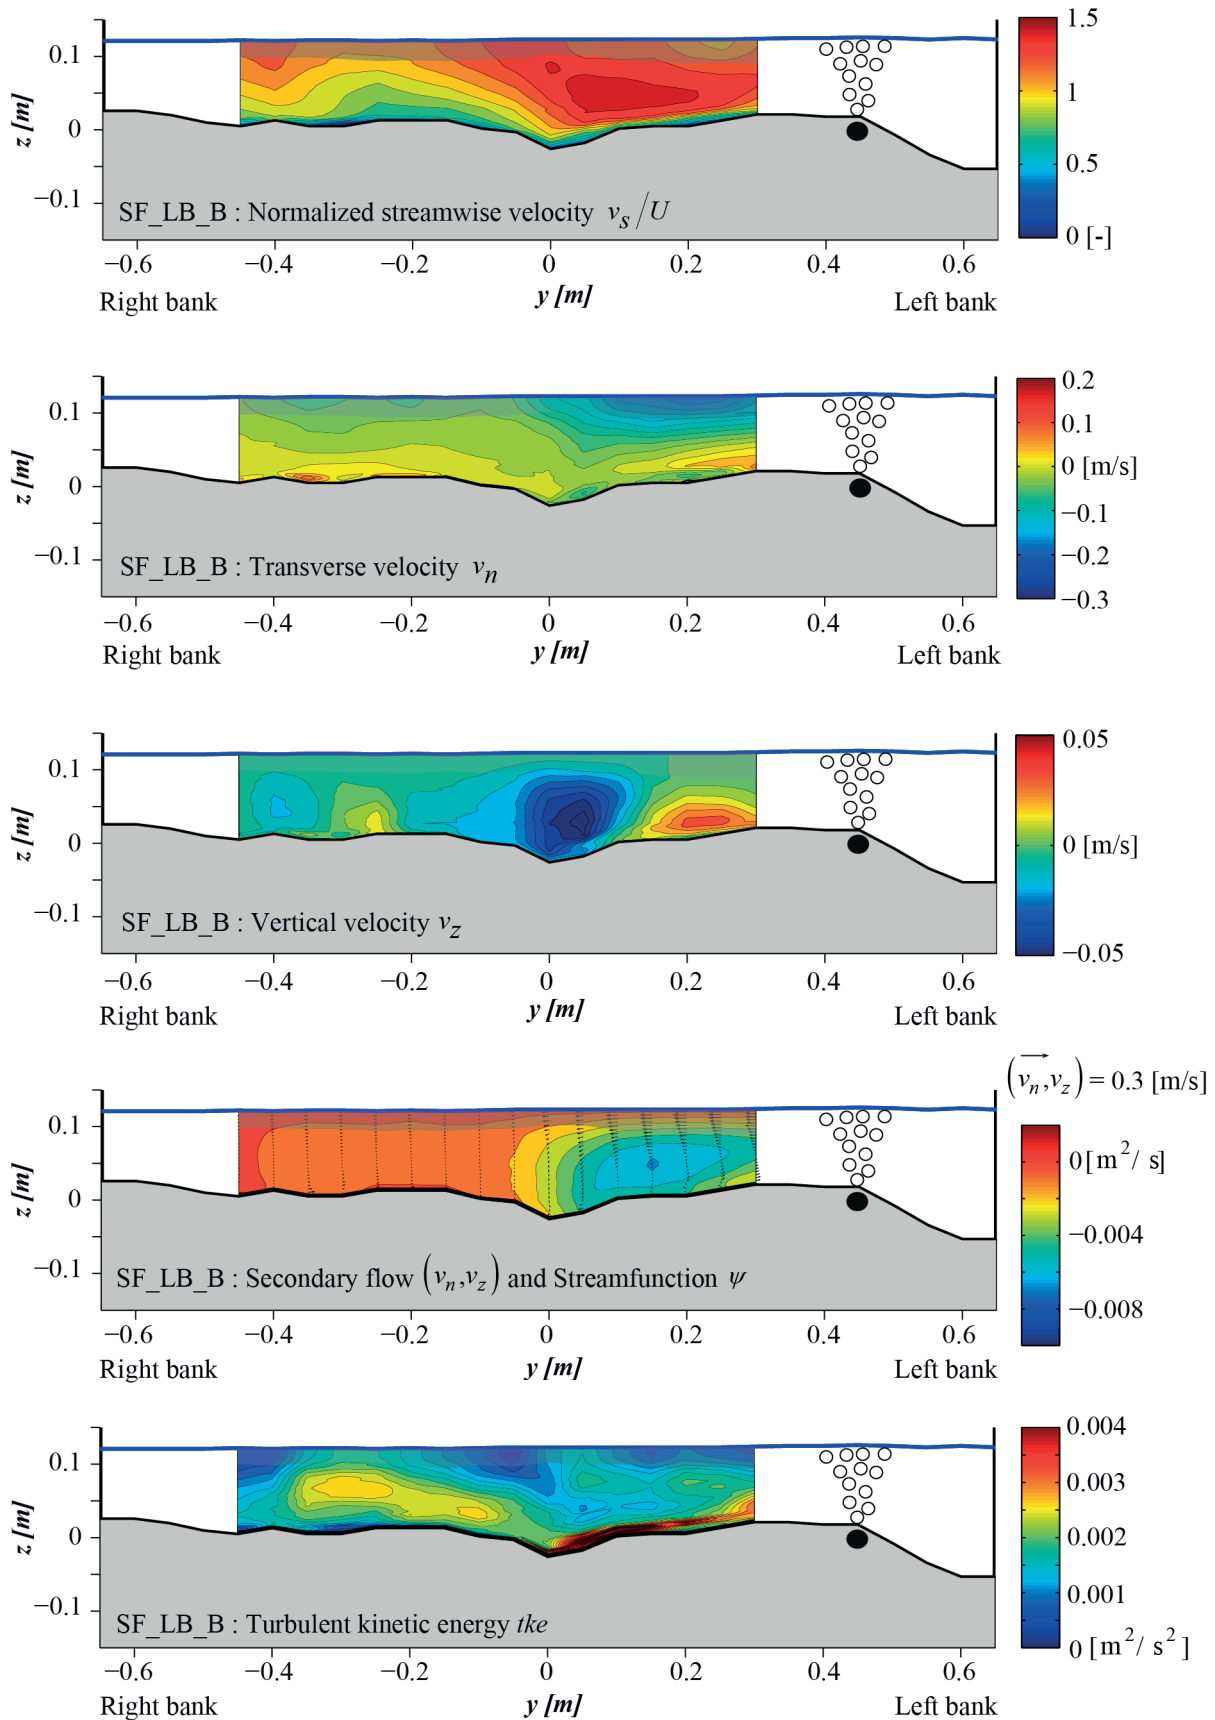 1.5
0.1
1
z [m]
0
0.5
−0.1
SF_LB_B : Normalized streamwise velocity v_s/U
0 [-]
−0.6 −0.4 −0.2 0 0.2 0.4 0.6
Right bank y [m] Left bank
0.2
0.1
0.1
z [m]
0 [m/s]
0
−0.1
−0.1
−0.2
SF_LB_B : Transverse velocity v_n
−0.3
−0.6 −0.4 −0.2 0 0.2 0.4 0.6
Right bank y [m] Left bank
0.05
0.1
z [m]
0
0 [m/s]
−0.1
SF_LB_B : Vertical velocity v_z
−0.05
−0.6 −0.4 −0.2 0 0.2 0.4 0.6
Right bank y [m] Left bank
(v_n,v_z) = 0.3 [m/s]
0.1
0 [m²/ s]
z [m]
0
−0.004
−0.1
SF_LB_B : Secondary flow (v_n,v_z) and Streamfunction ψ
−0.008
−0.6 −0.4 −0.2 0 0.2 0.4 0.6
Right bank y [m] Left bank
0.004
0.1
0.003
z [m]
0
0.002
0.001
−0.1
SF_LB_B : Turbulent kinetic energy tke
0 [m²/ s²]
−0.6 −0.4 −0.2 0 0.2 0.4 0.6
Right bank y [m] Left bank